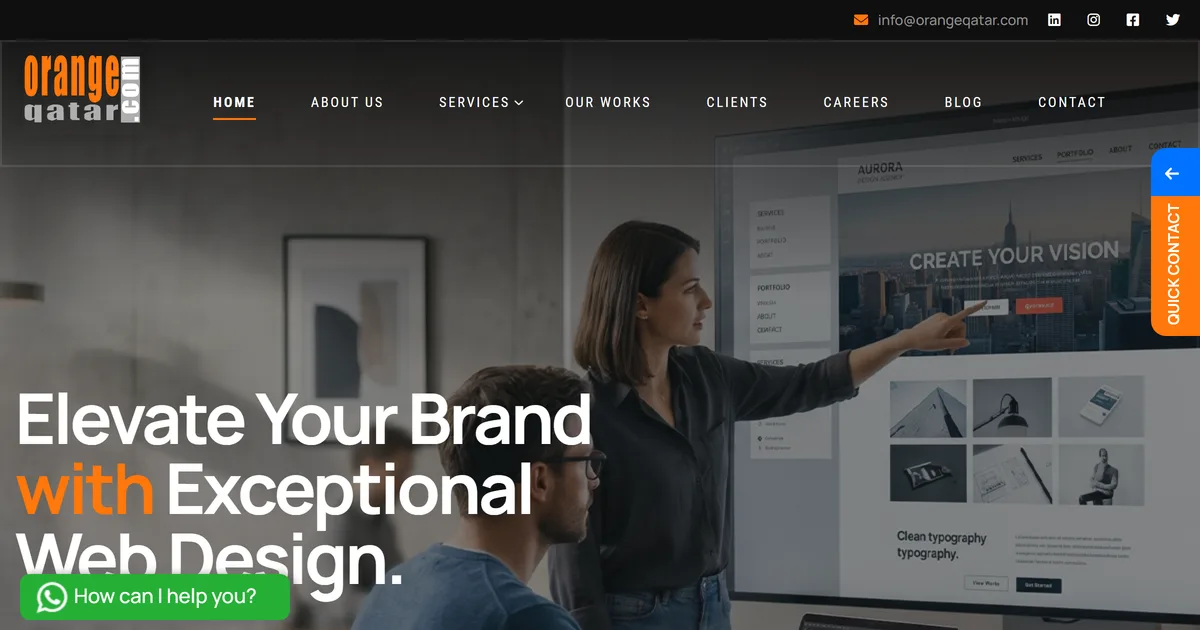 info@orangeqatar.com
orange
qatar
.com
HOME
ABOUT US
SERVICES
OUR WORKS
CLIENTS
CAREERS
BLOG
CONTACT
AURORA
SERVICES PORTFOLIO ABOUT CONTACT
SERVICES
PORTFOLIO
ABOUT
CONTACT
SERVICES
CREATE YOUR VISION
QUICK CONTACT
Elevate Your Brand
with Exceptional
Web Design.
Clean typography
typography.
View Works
Get Started
How can I help you?